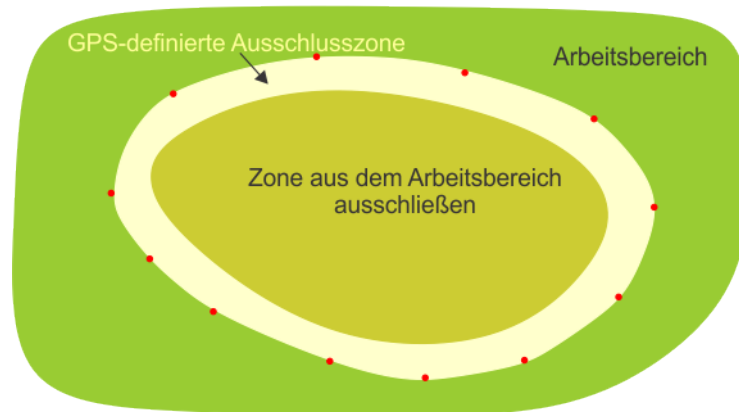 GPS-definierte Ausschlusszone
Arbeitsbereich
Zone aus dem Arbeitsbereich
ausschließen